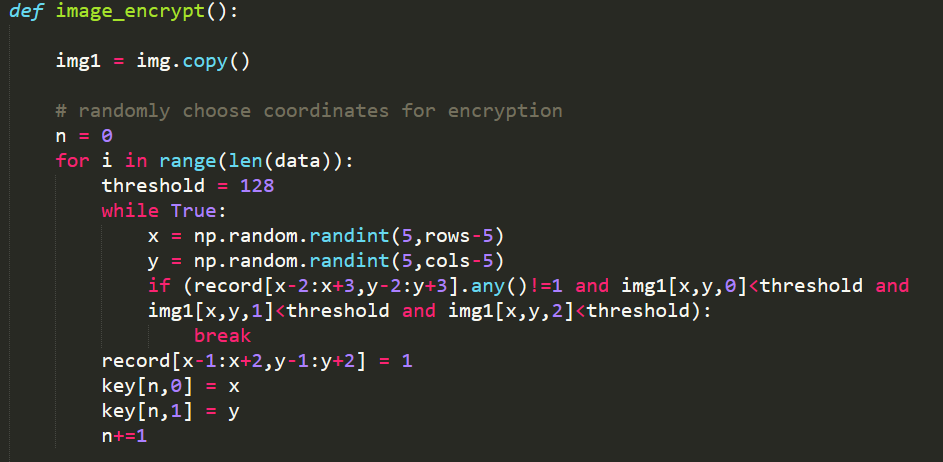 def image_encrypt():
img1 = img.copy()
# randomly choose coordinates for encryption
n = 0
for i in range(len(data)):
threshold = 128
while True:
x = np.random.randint(5,rows-5)
y = np.random.randint(5,cols-5)
if (record[x-2:x+3,y-2:y+3].any()!=1 and img1[x,y,0]<threshold and
img1[x,y,1]<threshold and img1[x,y,2]<threshold):
break
record[x-1:x+2,y-1:y+2] = 1
key[n,0] = x
key[n,1] = y
n+=1